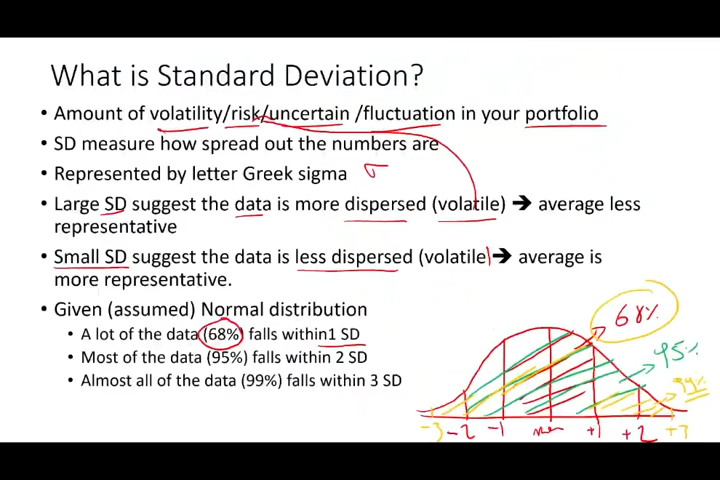 What is Standard Deviation?
• Amount of volatility/risk/uncertain /fluctuation in your portfolio
• SD measure how spread out the numbers are
• Represented by letter Greek sigma σ
• Large SD suggest the data is more dispersed (volatile) ➔ average less
representative
• Small SD suggest the data is less dispersed (volatile)➔ average is
more representative.
• Given (assumed) Normal distribution
• A lot of the data (68%) falls within1 SD
• Most of the data (95%) falls within 2 SD
• Almost all of the data (99%) falls within 3 SD
68%
95%
99%
-3 -2 -1 +1 +2 +3